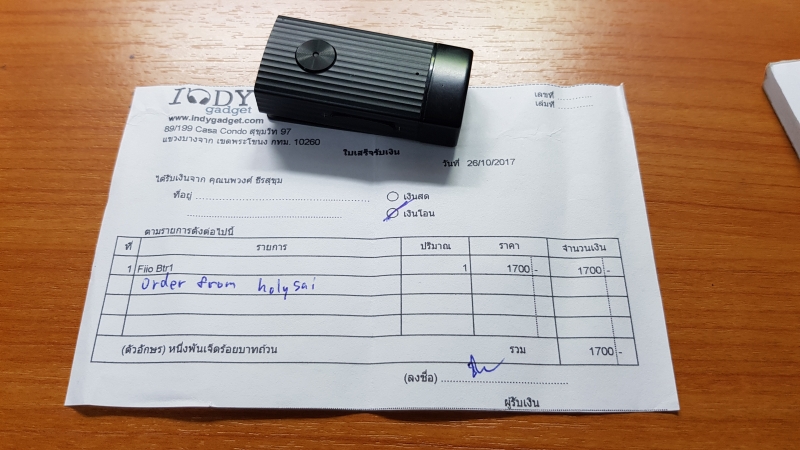 INDY
gadget
www.indygadget.com
89/199 Casa Condo สุขุมวิท 97
แขวงบางจาก เขตพระโขนง กทม. 10260
เลขที่ ............
เล่มที่ ............
ใบเสร็จรับเงิน
วันที่ 26/10/2017
ได้รับเงินจาก คุณนพวงศ์ ธีรสุขุม
ที่อยู่ ............
เงินสด
เงินโอน
ตามรายการดังต่อไปนี้
ที่ รายการ ปริมาณ ราคา จำนวนเงิน
1 Fiio Btr1 1 1700 - 1700 -
Order from holysai
(ตัวอักษร) หนึ่งพันเจ็ดร้อยบาทถ้วน รวม 1700 -
(ลงชื่อ) ............
ผู้รับเงิน